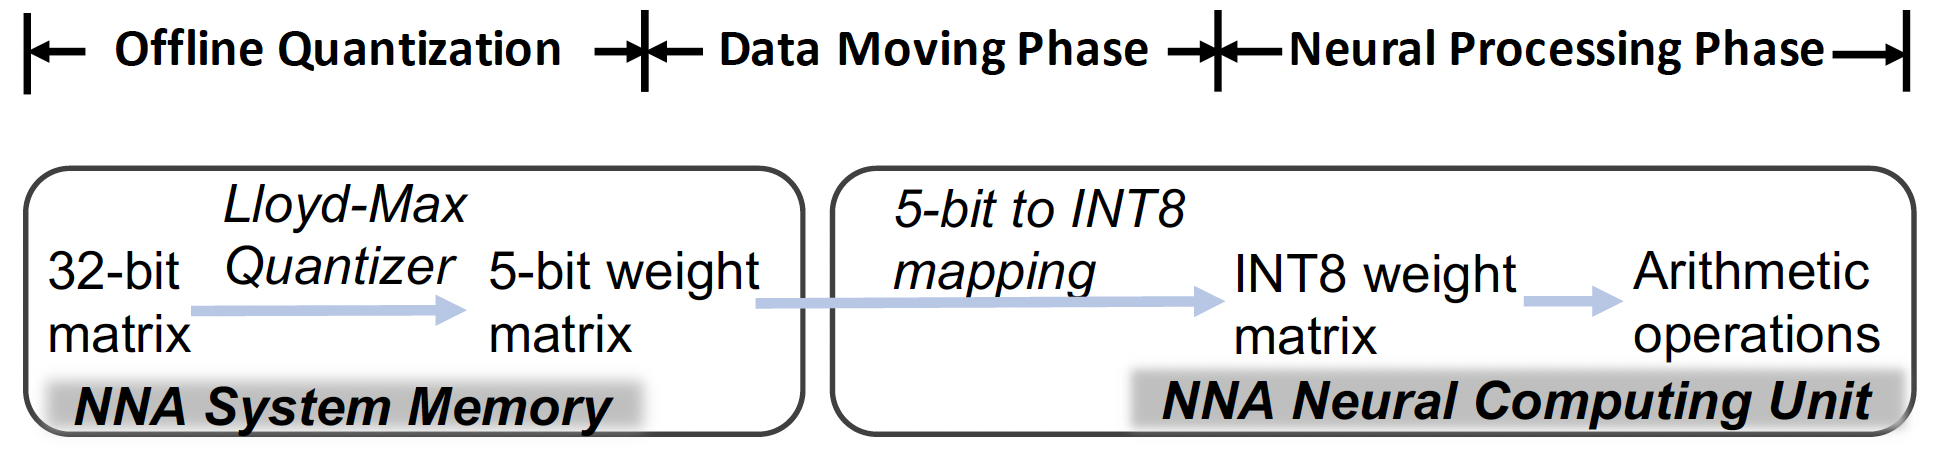 Offline Quantization
Data Moving Phase
Neural Processing Phase
32-bit
matrix
Lloyd-Max
Quantizer
5-bit weight
matrix
NNA System Memory
5-bit to INT8
mapping
INT8 weight
matrix
Arithmetic
operations
NNA Neural Computing Unit